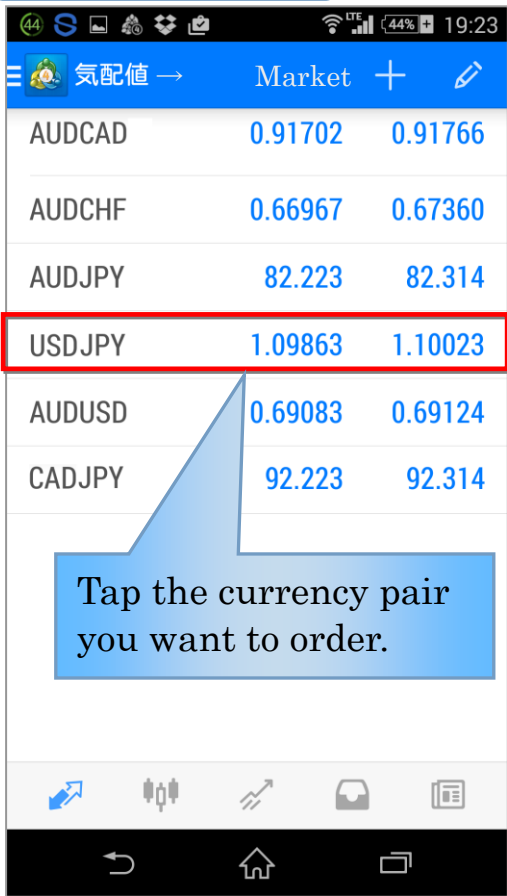 44 44% 19:23
気配値 → Market
AUDCAD 0.91702 0.91766
AUDCHF 0.66967 0.67360
AUDJPY 82.223 82.314
USDJPY 1.09863 1.10023
AUDUSD 0.69083 0.69124
CADJPY 92.223 92.314
Tap the currency pair
you want to order.